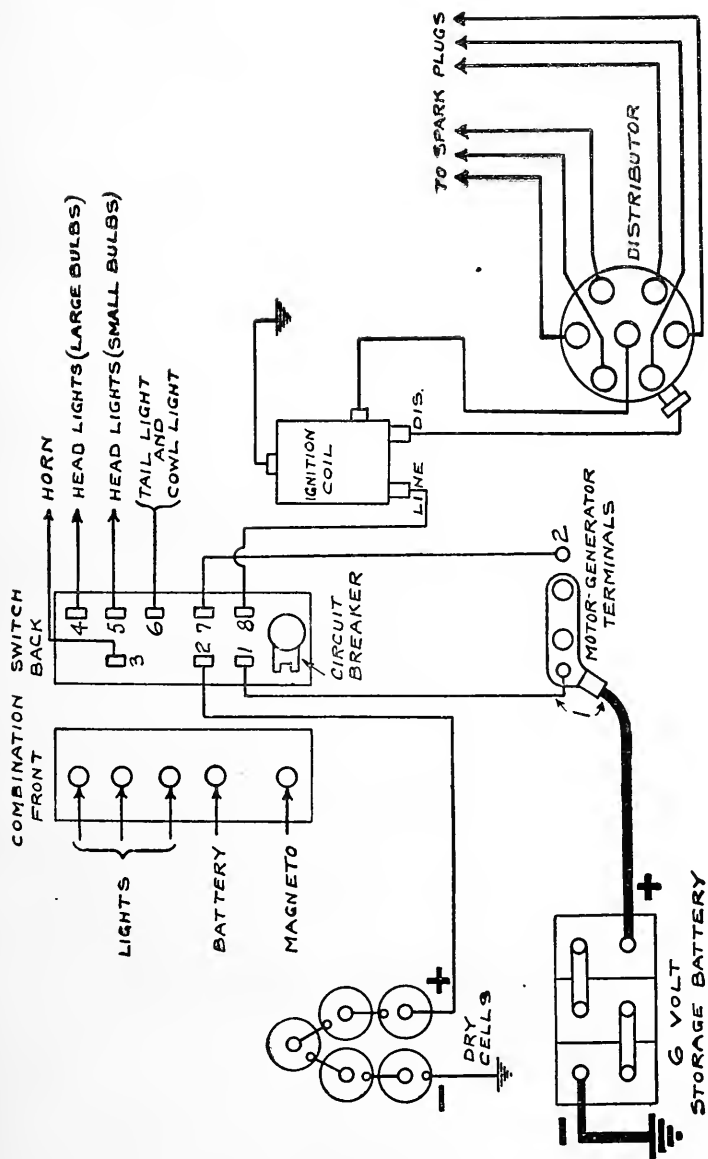 COMBINATION SWITCH
FRONT BACK
LIGHTS
BATTERY
MAGNETO
4
5
6
3
2 7
1 8
CIRCUIT
BREAKER
HORN
HEAD LIGHTS (LARGE BULBS)
HEAD LIGHTS (SMALL BULBS)
TAIL LIGHT
AND
COWL LIGHT
IGNITION
COIL
LINE
DIS.
TO SPARK PLUGS
DISTRIBUTOR
DRY
CELLS
+
−
1
2
MOTOR-GENERATOR
TERMINALS
+
−
6 VOLT
STORAGE BATTERY